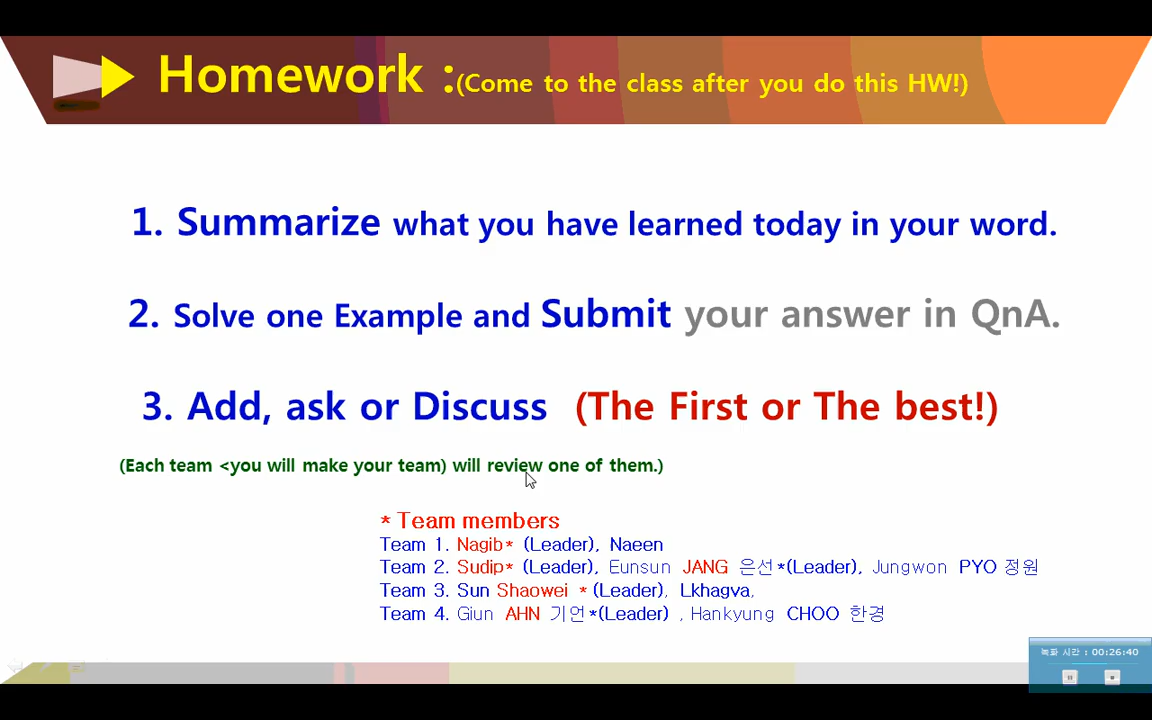 Homework :(Come to the class after you do this HW!)
1. Summarize what you have learned today in your word.
2. Solve one Example and Submit your answer in QnA.
3. Add, ask or Discuss (The First or The best!)
(Each team <you will make your team) will review one of them.)
* Team members
Team 1. Nagib* (Leader), Naeen
Team 2. Sudip* (Leader), Eunsun JANG 은선*(Leader), Jungwon PYO 정원
Team 3. Sun Shaowei * (Leader), Lkhagva,
Team 4. Giun AHN 기언*(Leader) , Hankyung CHOO 한경
녹화 시간 : 00:26:40